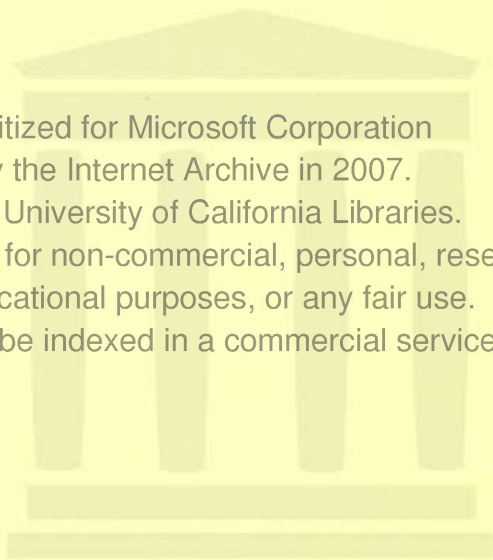 itized for Microsoft Corporation
the Internet Archive in 2007.
University of California Libraries.
for non-commercial, personal, rese
cational purposes, or any fair use.
be indexed in a commercial service